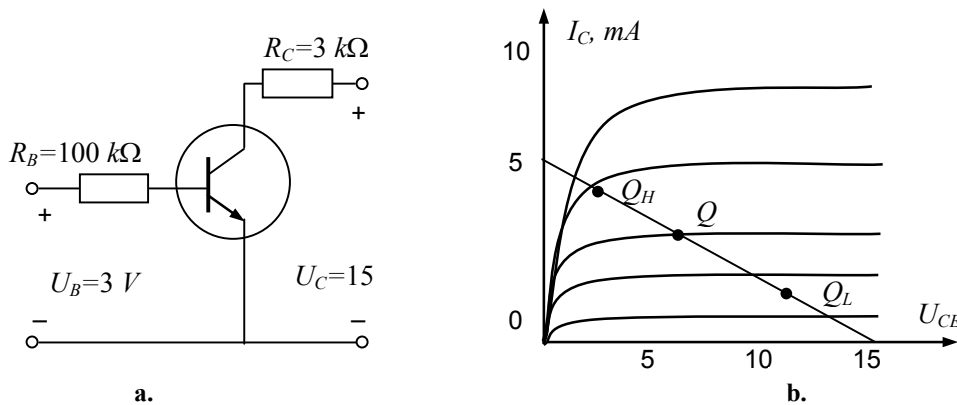 R_C=3 kΩ
+
R_B=100 kΩ
+
U_B=3 V
U_C=15
–
–
a.
I_C, mA
10
5
0
Q_H
Q
Q_L
U_CE
5
10
15
b.